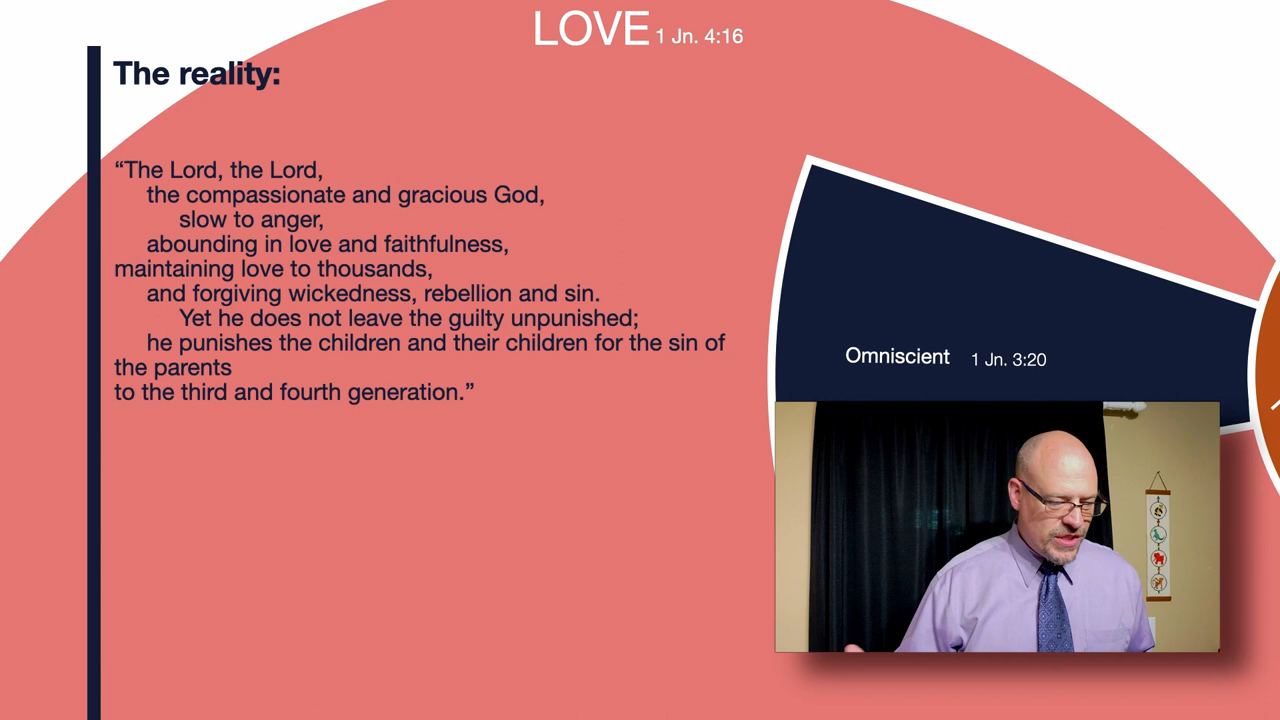 LOVE 1 Jn. 4:16
The reality:
“The Lord, the Lord,
the compassionate and gracious God,
slow to anger,
abounding in love and faithfulness,
maintaining love to thousands,
and forgiving wickedness, rebellion and sin.
Yet he does not leave the guilty unpunished;
he punishes the children and their children for the sin of
the parents
to the third and fourth generation.”
Omniscient 1 Jn. 3:20